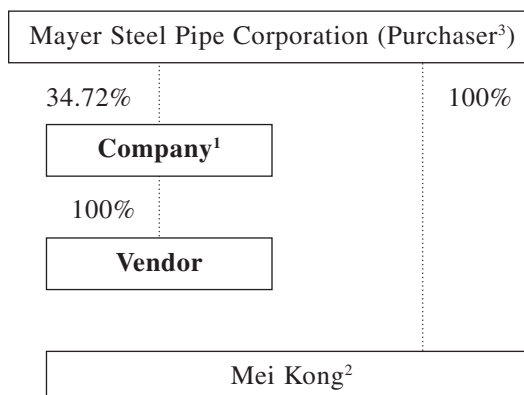 Mayer Steel Pipe Corporation (Purchaser³)
34.72% 100%
Company¹
100%
Vendor
Mei Kong²